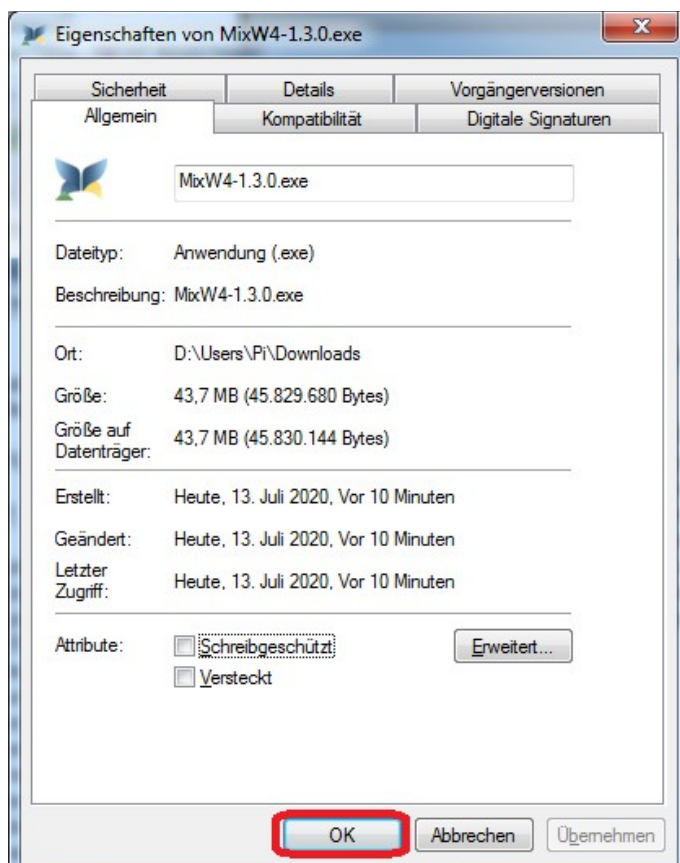 Eigenschaften von MixW4-1.3.0.exe
Sicherheit Details Vorgängerversionen
Allgemein Kompatibilität Digitale Signaturen
MixW4-1.3.0.exe
Dateityp: Anwendung (.exe)
Beschreibung: MixW4-1.3.0.exe
Ort: D:\Users\Pi\Downloads
Größe: 43,7 MB (45.829.680 Bytes)
Größe auf
Datenträger: 43,7 MB (45.830.144 Bytes)
Erstellt: Heute, 13. Juli 2020, Vor 10 Minuten
Geändert: Heute, 13. Juli 2020, Vor 10 Minuten
Letzter
Zugriff: Heute, 13. Juli 2020, Vor 10 Minuten
Attribute: Schreibgeschützt Erweitert...
Versteckt
OK Abbrechen Übernehmen